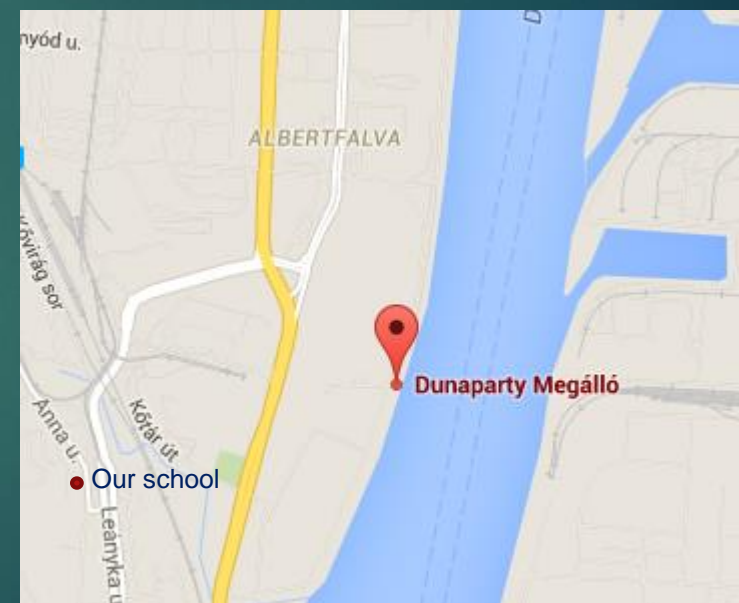 nyód u.
D
ALBERTFALVA
Kővirág sor
Dunaparty Megálló
Anna u.
Kőtár út
Our school
Leányka u